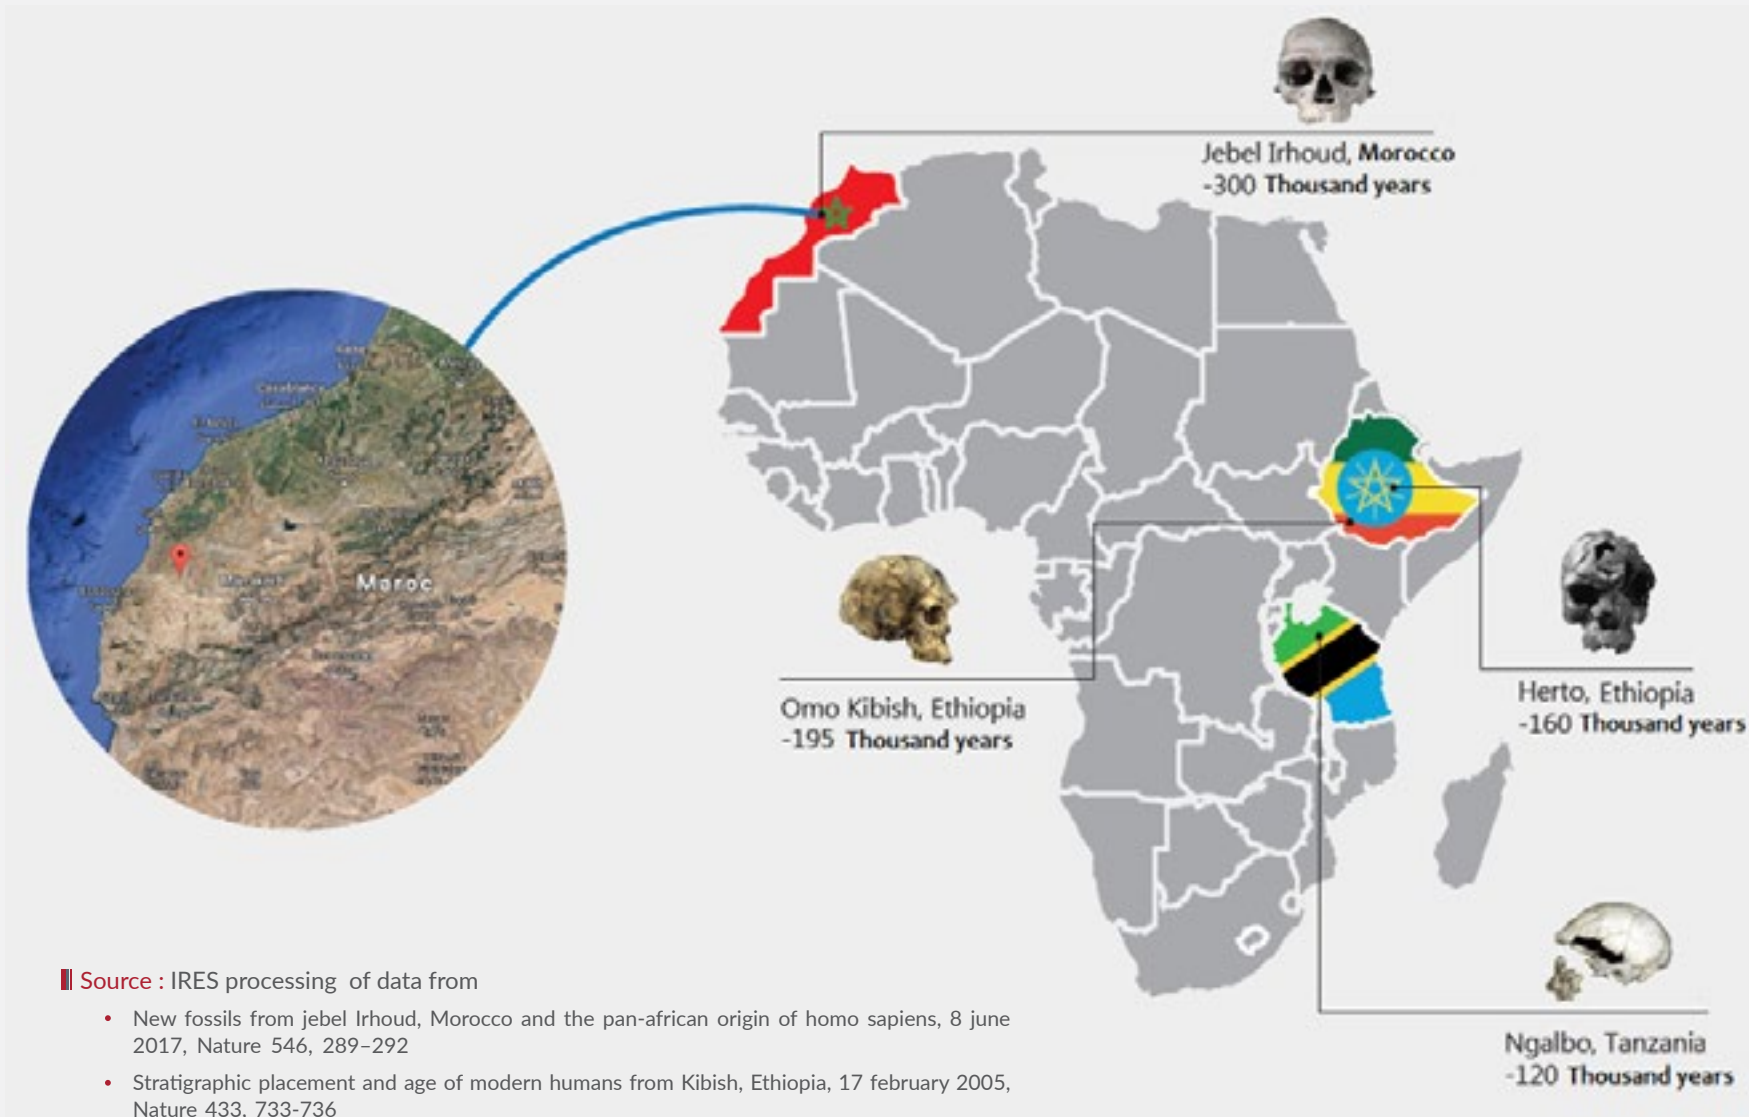 Jebel Irhoud, Morocco
-300 Thousand years
Casablanca
Maroc
Omo Kibish, Ethiopia
-195 Thousand years
Herto, Ethiopia
-160 Thousand years
Ngalbo, Tanzania
-120 Thousand years
Source : IRES processing of data from
• New fossils from jebel Irhoud, Morocco and the pan-african origin of homo sapiens, 8 june
2017, Nature 546, 289–292
• Stratigraphic placement and age of modern humans from Kibish, Ethiopia, 17 february 2005,
Nature 433, 733-736